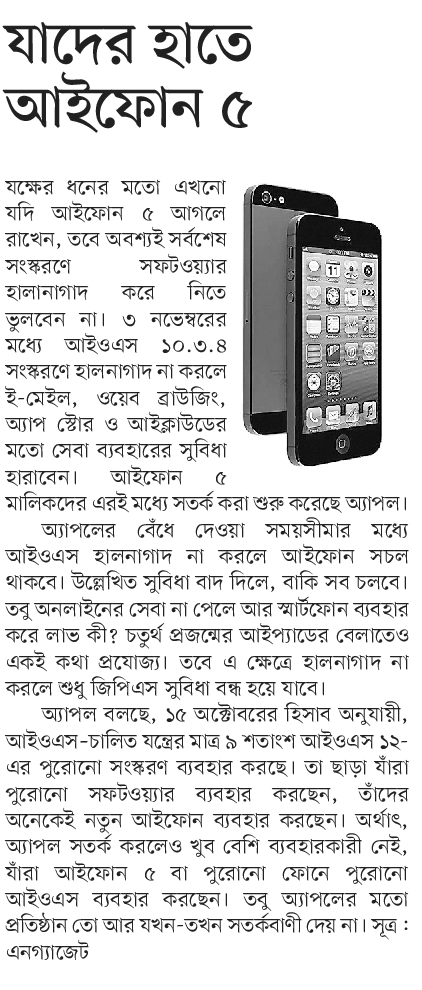 যাদের হাতে
আইফোন ৫
যক্ষের ধনের মতো এখনো
যদি আইফোন ৫ আগলে
রাখেন, তবে অবশ্যই সর্বশেষ
সংস্করণে সফটওয়্যার
হালানাগাদ করে নিতে
ভুলবেন না। ৩ নভেম্বরের
মধ্যে আইওএস ১০.৩.৪
সংস্করণে হালনাগাদ না করলে
ই-মেইল, ওয়েব ব্রাউজিং,
অ্যাপ স্টোর ও আইক্লাউডের
মতো সেবা ব্যবহারের সুবিধা
হারাবেন। আইফোন ৫
মালিকদের এরই মধ্যে সতর্ক করা শুরু করেছে অ্যাপল।
অ্যাপলের বেঁধে দেওয়া সময়সীমার মধ্যে
আইওএস হালনাগাদ না করলে আইফোন সচল
থাকবে। উল্লেখিত সুবিধা বাদ দিলে, বাকি সব চলবে।
তবু অনলাইনের সেবা না পেলে আর স্মার্টফোন ব্যবহার
করে লাভ কী? চতুর্থ প্রজন্মের আইপ্যাডের বেলাতেও
একই কথা প্রযোজ্য। তবে এ ক্ষেত্রে হালনাগাদ না
করলে শুধু জিপিএস সুবিধা বন্ধ হয়ে যাবে।
অ্যাপল বলছে, ১৫ অক্টোবরের হিসাব অনুযায়ী,
আইওএস-চালিত যন্ত্রের মাত্র ৯ শতাংশ আইওএস ১২-
এর পুরোনো সংস্করণ ব্যবহার করছে। তা ছাড়া যাঁরা
পুরোনো সফটওয়্যার ব্যবহার করছেন, তাঁদের
অনেকেই নতুন আইফোন ব্যবহার করছেন। অর্থাৎ,
অ্যাপল সতর্ক করলেও খুব বেশি ব্যবহারকারী নেই,
যাঁরা আইফোন ৫ বা পুরোনো ফোনে পুরোনো
আইওএস ব্যবহার করছেন। তবু অ্যাপলের মতো
প্রতিষ্ঠান তো আর যখন-তখন সতর্কবাণী দেয় না। সূত্র :
এনগ্যাজেট